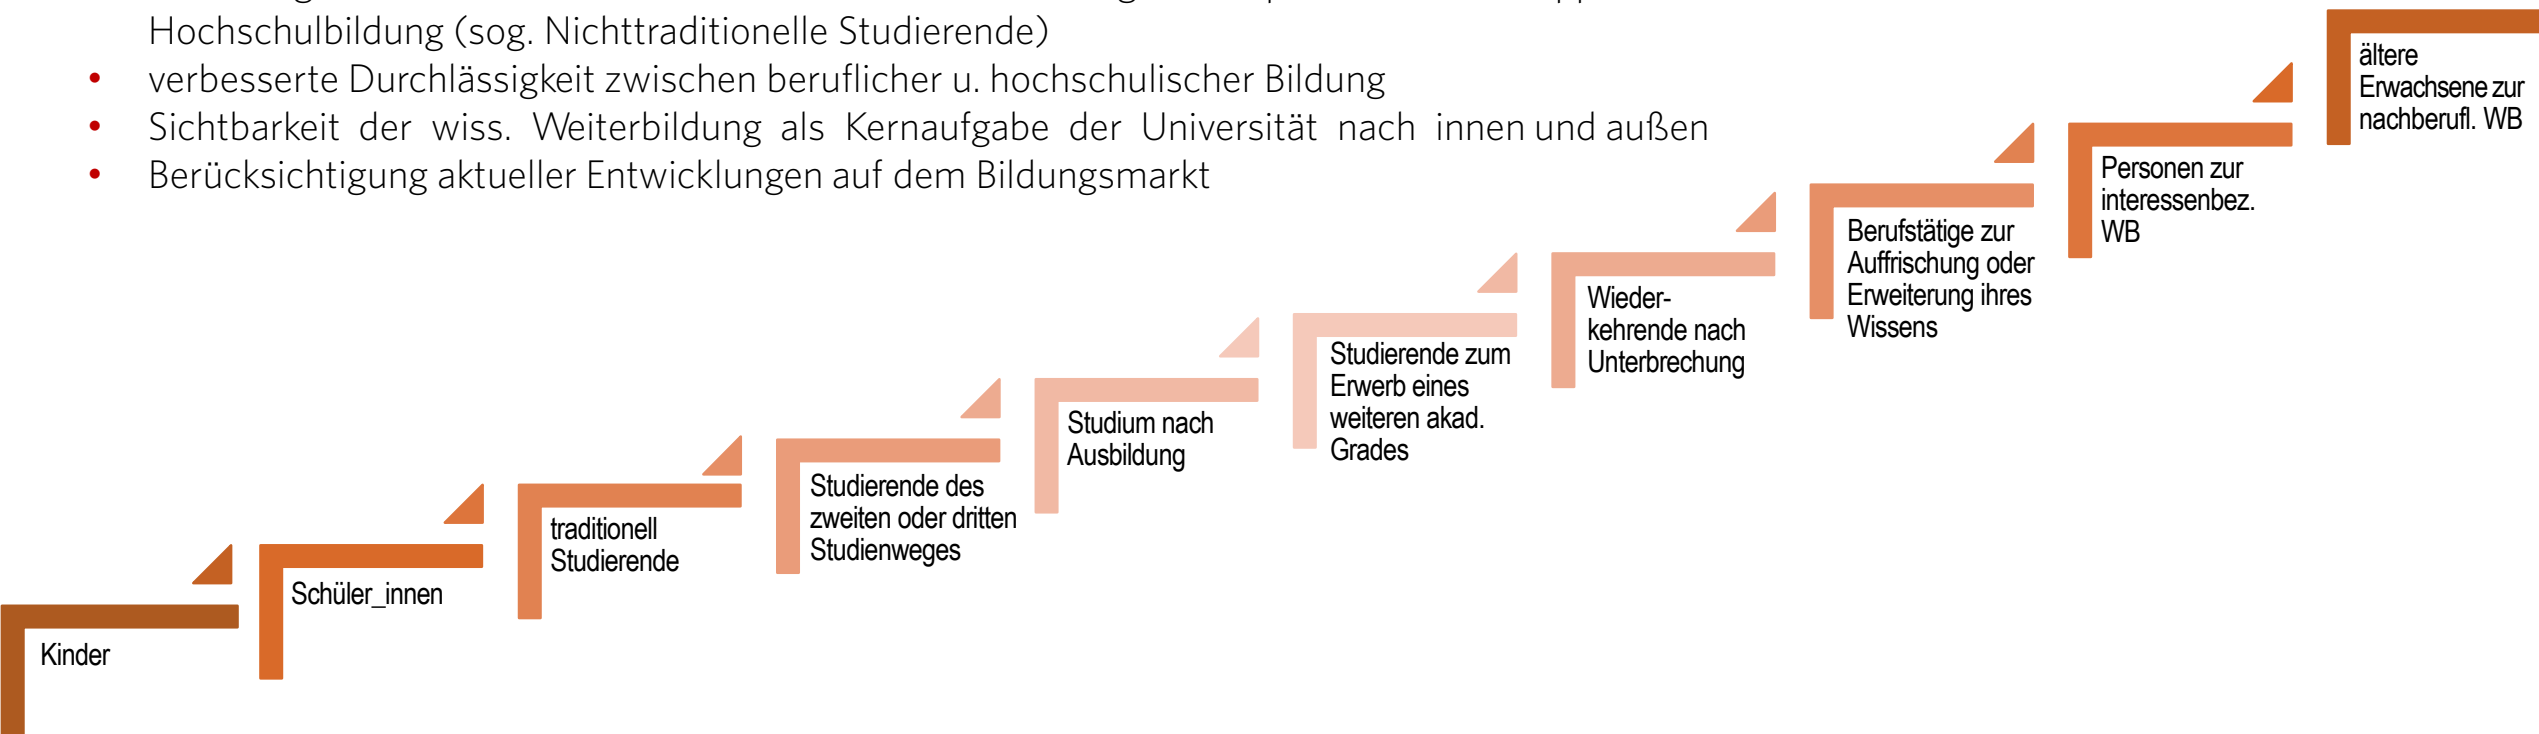 Hochschulbildung (sog. Nichttraditionelle Studierende)
• verbesserte Durchlässigkeit zwischen beruflicher u. hochschulischer Bildung
• Sichtbarkeit der wiss. Weiterbildung als Kernaufgabe der Universität nach innen und außen
• Berücksichtigung aktueller Entwicklungen auf dem Bildungsmarkt
Kinder
Schüler_innen
traditionell
Studierende
Studierende des
zweiten oder dritten
Studienweges
Studium nach
Ausbildung
Studierende zum
Erwerb eines
weiteren akad.
Grades
Wieder-
kehrende nach
Unterbrechung
Berufstätige zur
Auffrischung oder
Erweiterung ihres
Wissens
Personen zur
interessenbez.
WB
ältere
Erwachsene zur
nachberufl. WB